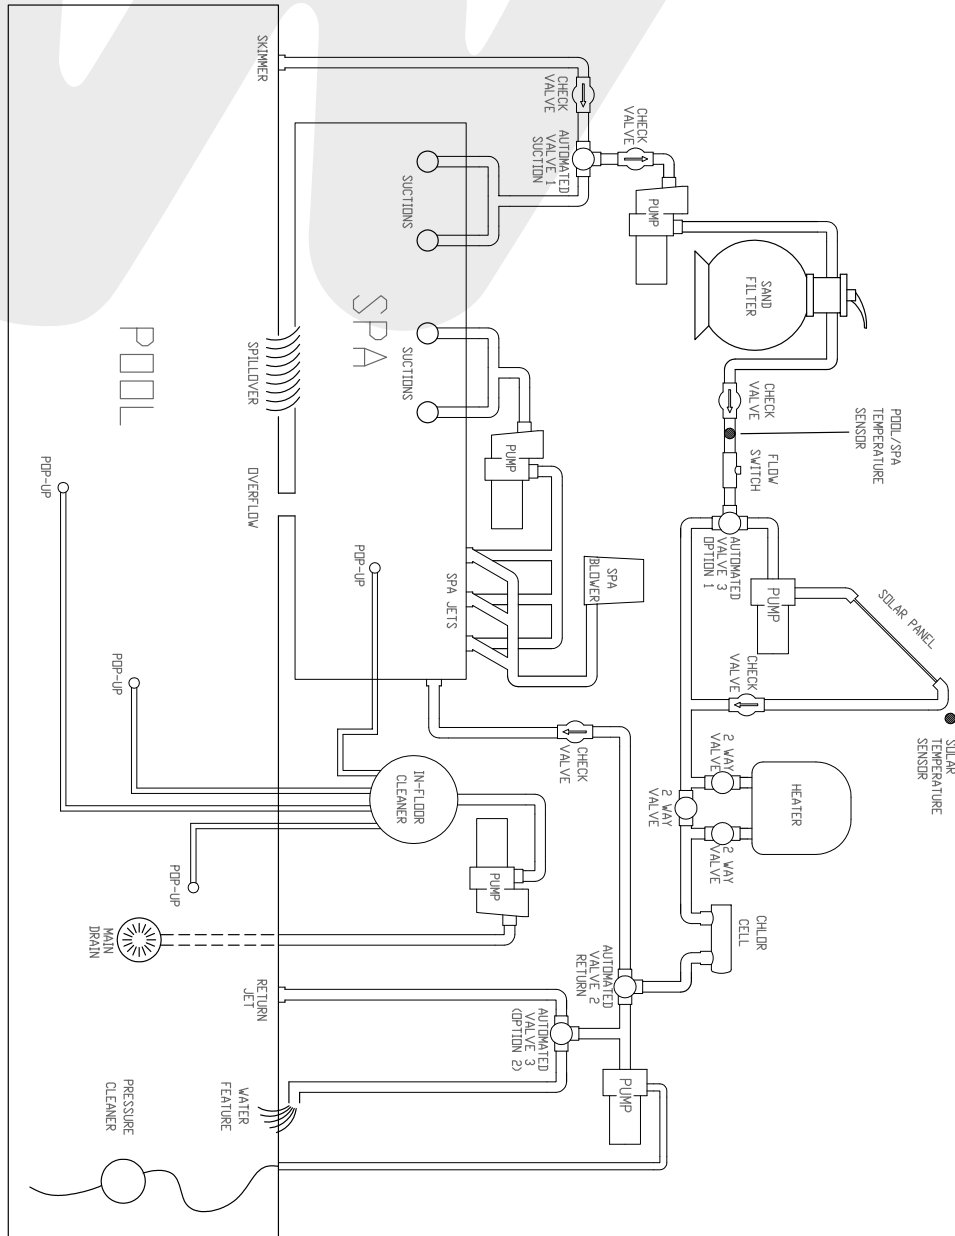 SKIMMER
CHECK
VALVE
AUTOMATED
VALVE 1
SUCTION
CHECK
VALVE
PUMP
SAND
FILTER
SUCTIONS
SPA
SUCTIONS
POOL
SPILLOVER
OVERFLOW
CHECK
VALVE
POOL/SPA
TEMPERATURE
SENSOR
FLOW
SWITCH
AUTOMATED
VALVE 3
OPTION 1
PUMP
PUMP
SOLAR PANEL
SPA
BLOWER
SPA JETS
POP-UP
POP-UP
POP-UP
POP-UP
CHECK
VALVE
SOLAR
TEMPERATURE
SENSOR
CHECK
VALVE
2 WAY
VALVE
2 WAY
VALVE
2 WAY
VALVE
HEATER
IN-FLOOR
CLEANER
PUMP
CHLOR
CELL
MAIN
DRAIN
AUTOMATED
VALVE 2
RETURN
RETURN
JET
AUTOMATED
VALVE 3
(OPTION 2)
PUMP
WATER
FEATURE
PRESSURE
CLEANER